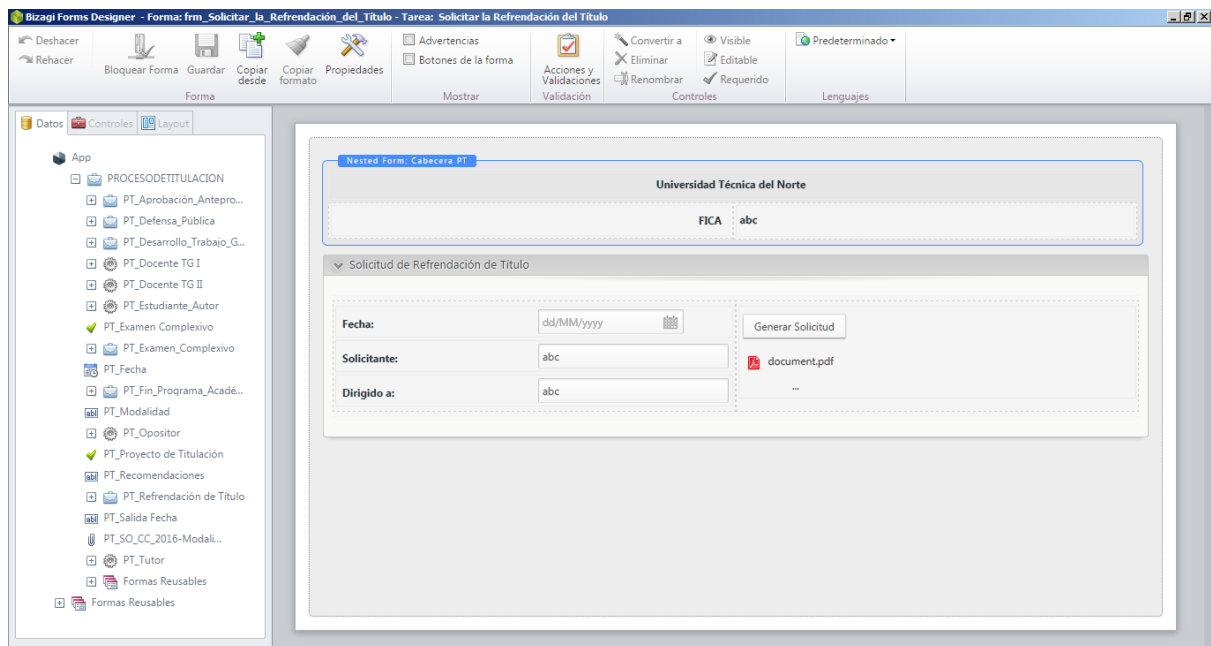 Bizagi Forms Designer - Forma: frm_Solicitar_la_Refrendación_del_Título - Tarea: Solicitar la Refrendación del Título
Deshacer
Rehacer
Bloquear Forma
Guardar
Copiar desde
Forma
Copiar formato
Propiedades
Advertencias
Botones de la forma
Mostrar
Acciones y Validaciones
Validación
Convertir a
Eliminar
Renombrar
Visible
Editable
Requerido
Controles
Predeterminado
Lenguajes
Datos
Controles
Layout
App
PROCESODETITULACION
PT_Aprobación_Antepro...
PT_Defensa_Pública
PT_Desarrollo_Trabajo_G...
PT_Docente TG I
PT_Docente TG II
PT_Estudiante_Autor
PT_Examen Complexivo
PT_Examen_Complexivo
PT_Fecha
PT_Fin_Programa_Acadé...
PT_Modalidad
PT_Opositor
PT_Proyecto de Titulación
PT_Recomendaciones
PT_Refrendación de Título
PT_Salida Fecha
PT_SO_CC_2016-Modali...
PT_Tutor
Formas Reusables
Formas Reusables
Nested Form: Cabecera PT
Universidad Técnica del Norte
FICA abc
Solicitud de Refrendación de Título
Fecha: dd/MM/yyyy
Solicitante: abc
Dirigido a: abc
Generar Solicitud
document.pdf
...